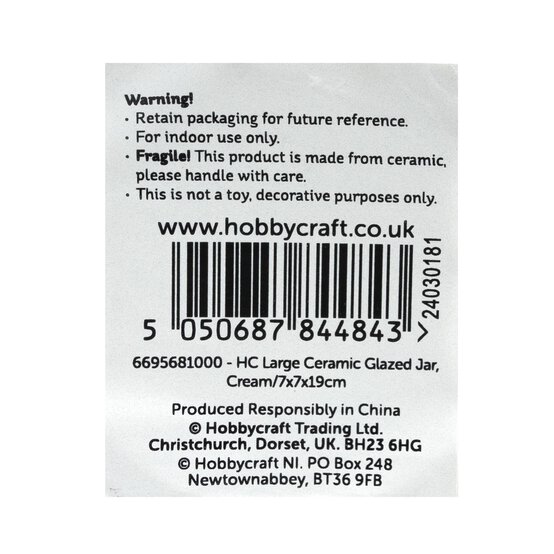 Warning!
• Retain packaging for future reference.
• For indoor use only.
• Fragile! This product is made from ceramic,
please handle with care.
• This is not a toy, decorative purposes only.
www.hobbycraft.co.uk
24030181
5 050687 844843 >
6695681000 - HC Large Ceramic Glazed Jar,
Cream/7x7x19cm
Produced Responsibly in China
© Hobbycraft Trading Ltd.
Christchurch, Dorset, UK. BH23 6HG
© Hobbycraft NI. PO Box 248
Newtownabbey, BT36 9FB